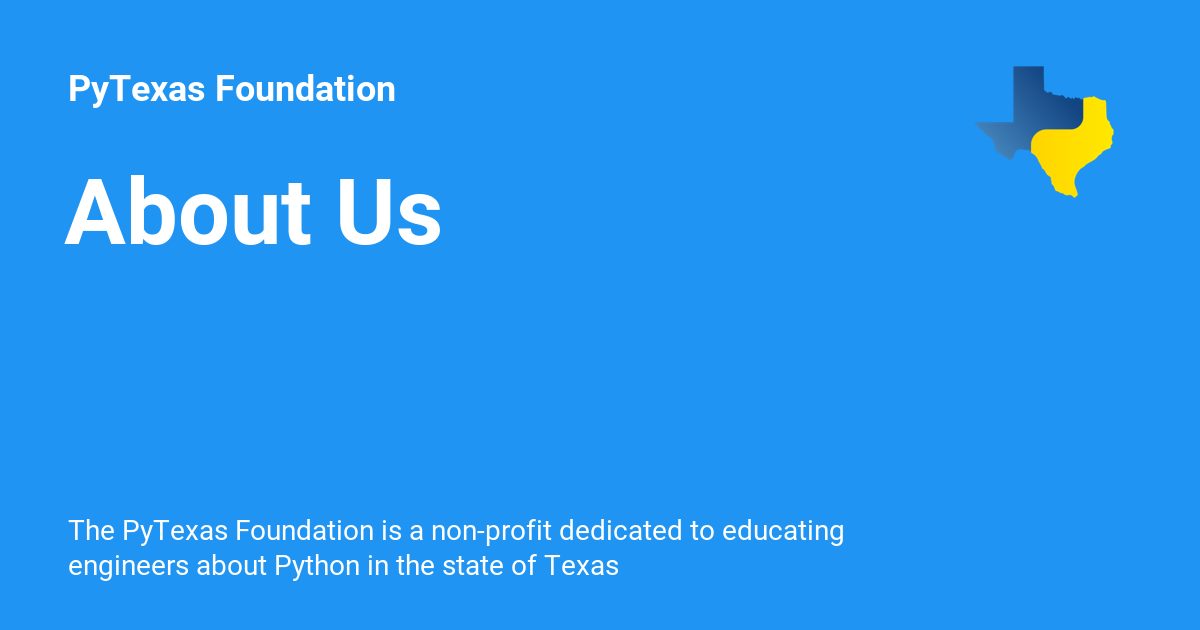 PyTexas Foundation
About Us
The PyTexas Foundation is a non-profit dedicated to educating
engineers about Python in the state of Texas